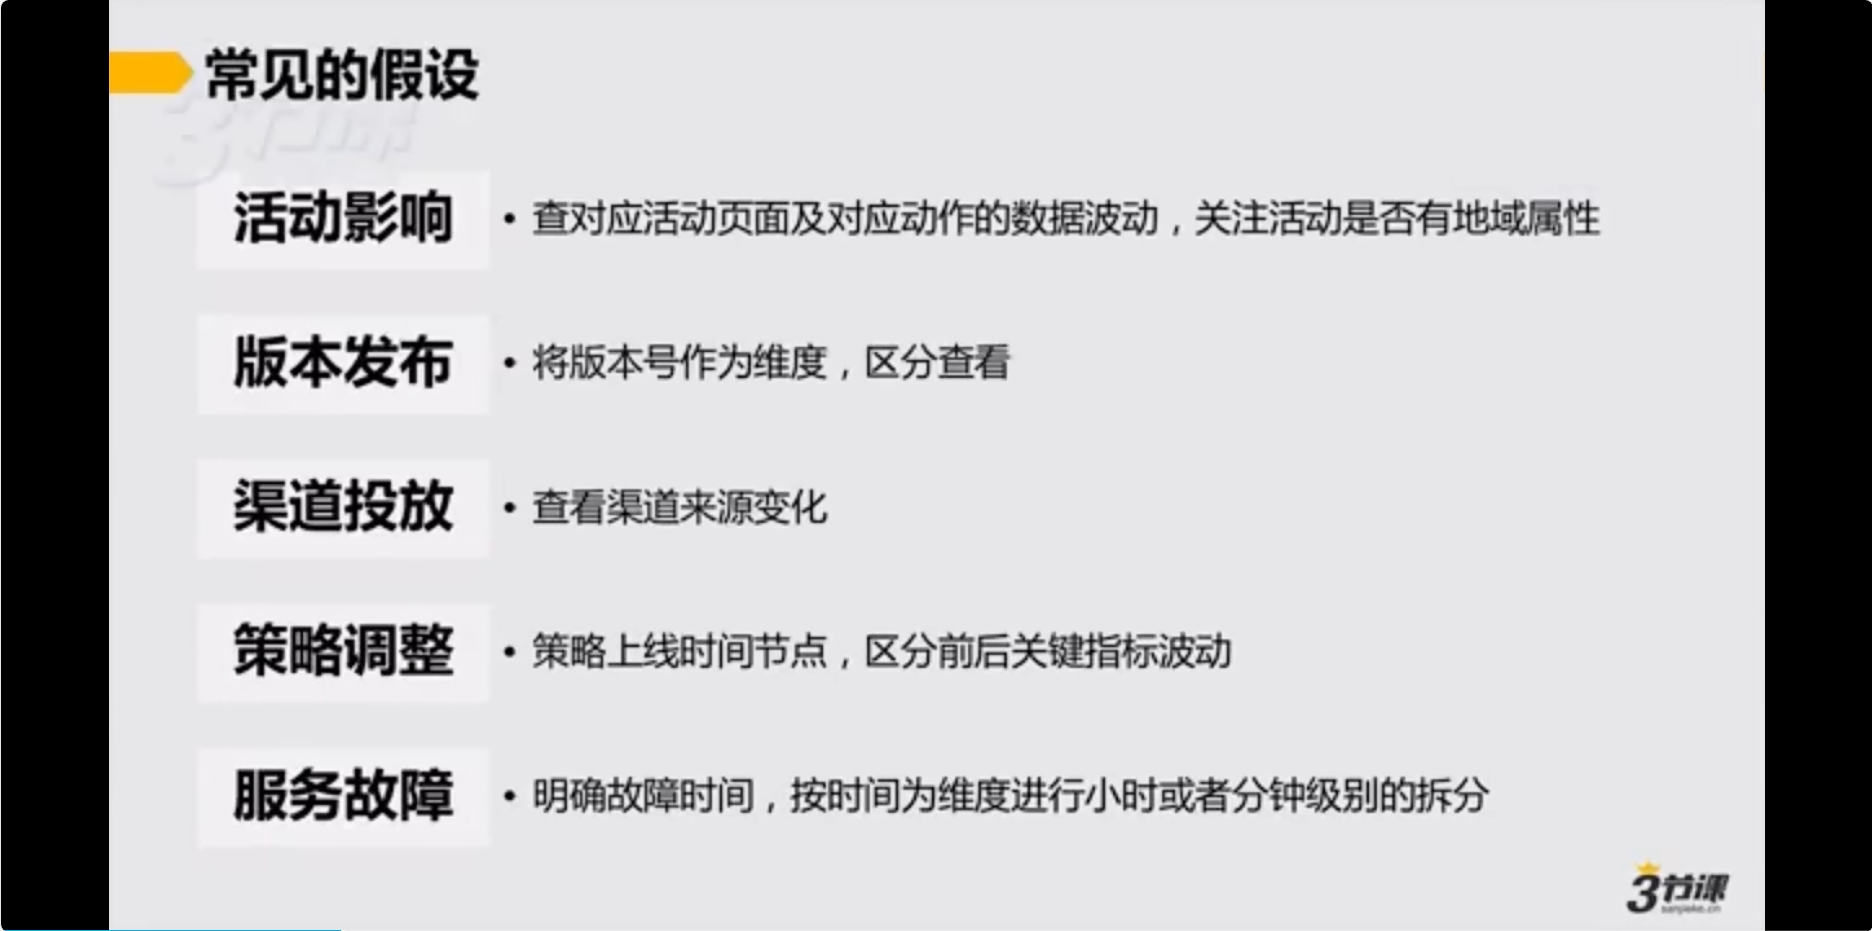 常见的假设
3节课
活动影响
• 查对应活动页面及对应动作的数据波动，关注活动是否有地域属性
版本发布
• 将版本号作为维度，区分查看
渠道投放
• 查看渠道来源变化
策略调整
• 策略上线时间节点，区分前后关键指标波动
服务故障
• 明确故障时间，按时间为维度进行小时或者分钟级别的拆分
3节课
sanjieke.cn